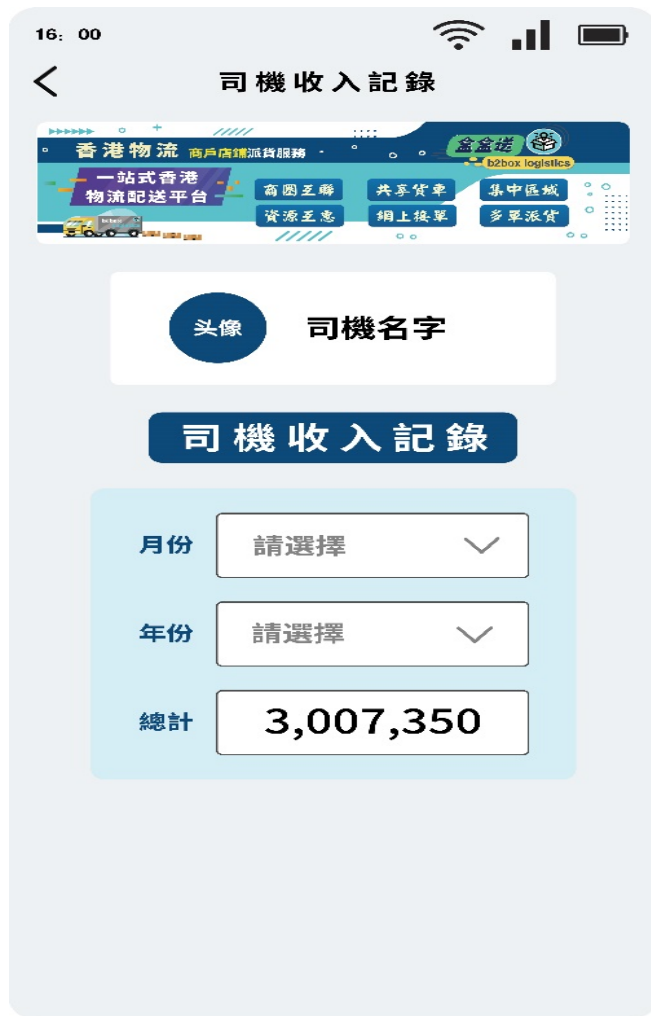 16：00
司機收入記錄
香港物流 商戶店鋪派貨服務
盒盒送
b2box logistics
一站式香港
物流配送平台
商圈互聯 共享貨車 集中區域
資源互惠 網上接單 多單派貨
头像 司機名字
司機收入記錄
月份 請選擇
年份 請選擇
總計 3,007,350